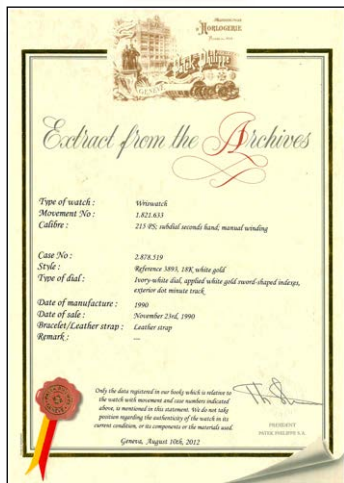 Manufacture
D'HORLOGERIE
Patek Philippe
GENÈVE
Extract from the Archives
Type of watch : Wristwatch
Movement No : 1.821.633
Calibre : 215 PS; subdial seconds hand; manual winding
Case No : 2.878.519
Style : Reference 3893, 18K white gold
Type of dial : Ivory-white dial, applied white gold sword-shaped indexes,
exterior dot minute track
Date of manufacture : 1990
Date of sale : November 23rd, 1990
Bracelet/Leather strap : Leather strap
Remark : ---
Only the data registered in our books which is relative to
the watch with movement and case numbers indicated
above, is mentioned in this statement. We do not take
position regarding the authenticity of the watch in its
current condition, or its components or the materials used.
Geneva, August 10th, 2012
PRESIDENT
PATEK PHILIPPE S.A.